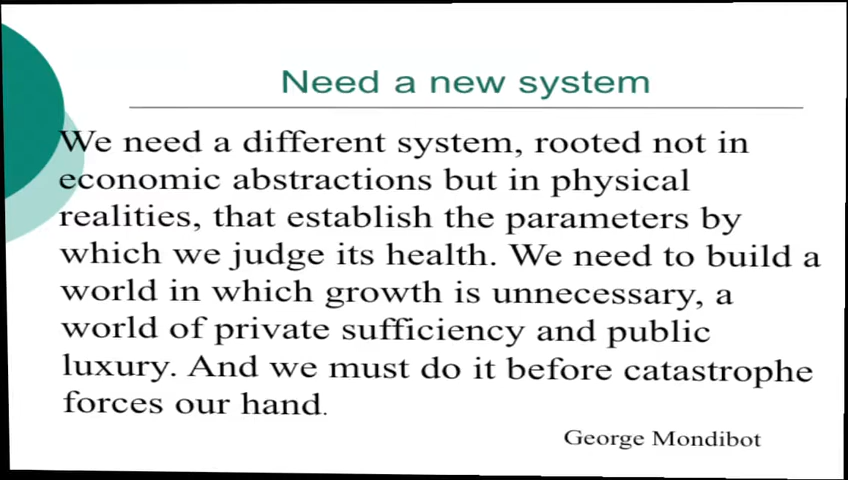 Need a new system
We need a different system, rooted not in
economic abstractions but in physical
realities, that establish the parameters by
which we judge its health. We need to build a
world in which growth is unnecessary, a
world of private sufficiency and public
luxury. And we must do it before catastrophe
forces our hand.
George Mondibot